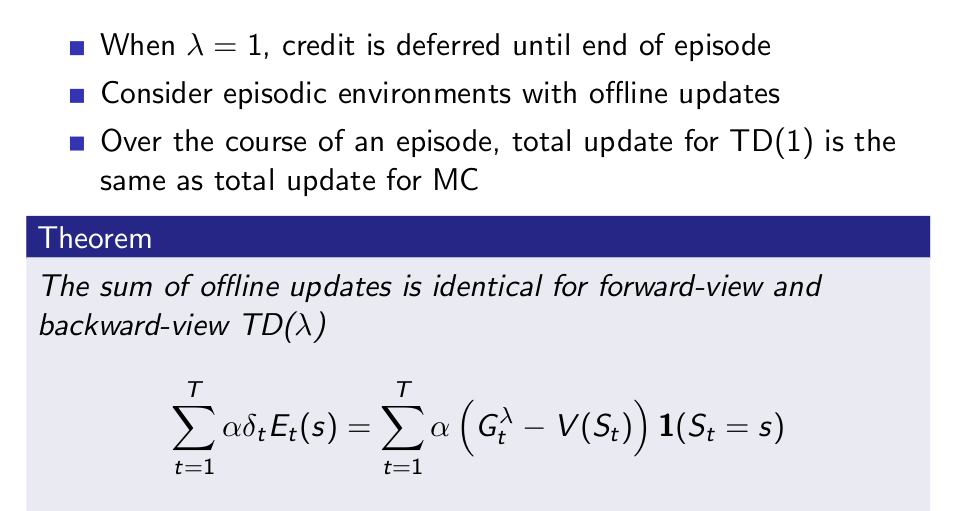 When λ = 1, credit is deferred until end of episode
Consider episodic environments with offline updates
Over the course of an episode, total update for TD(1) is the
same as total update for MC
Theorem
The sum of offline updates is identical for forward-view and
backward-view TD(λ)
$\sum_{t=1}^{T} \alpha \delta_t E_t(s) = \sum_{t=1}^{T} \alpha \left( G_t^\lambda - V(S_t) \right) \mathbf{1}(S_t = s)$